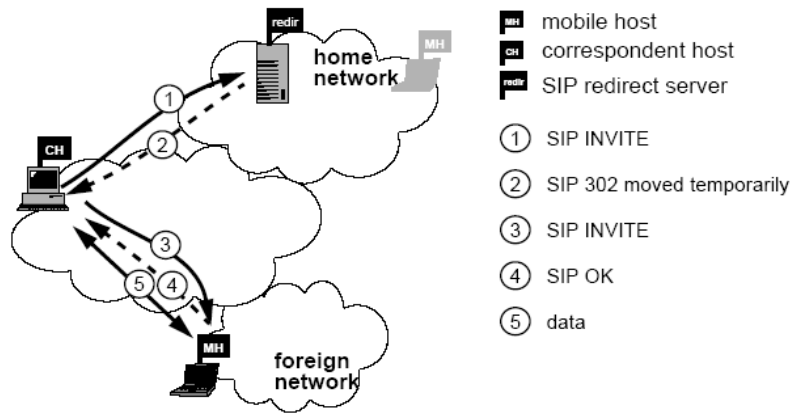 redir
home
network
MH
CH
1
2
3
5
4
MH
foreign
network
MH mobile host
CH correspondent host
redir SIP redirect server
1 SIP INVITE
2 SIP 302 moved temporarily
3 SIP INVITE
4 SIP OK
5 data